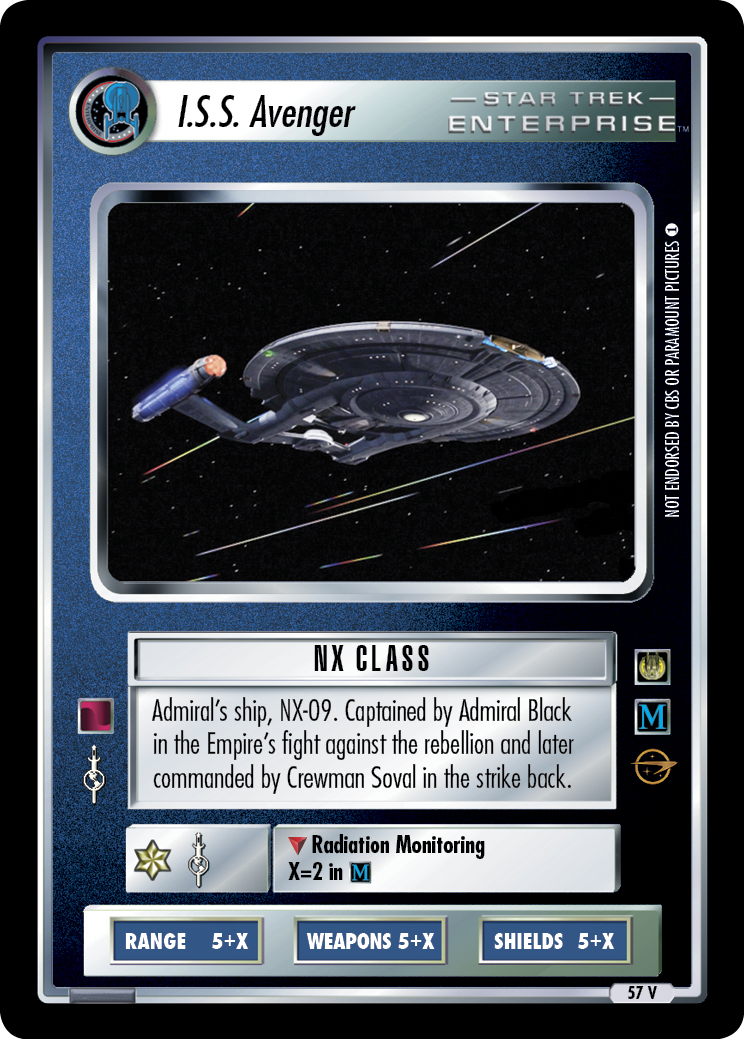 I.S.S. Avenger
STAR TREK
ENTERPRISE™
NOT ENDORSED BY CBS OR PARAMOUNT PICTURES 1
NX CLASS
Admiral's ship, NX-09. Captained by Admiral Black
in the Empire's fight against the rebellion and later
commanded by Crewman Soval in the strike back.
M
Radiation Monitoring
X=2 in M
RANGE 5+X
WEAPONS 5+X
SHIELDS 5+X
57 V